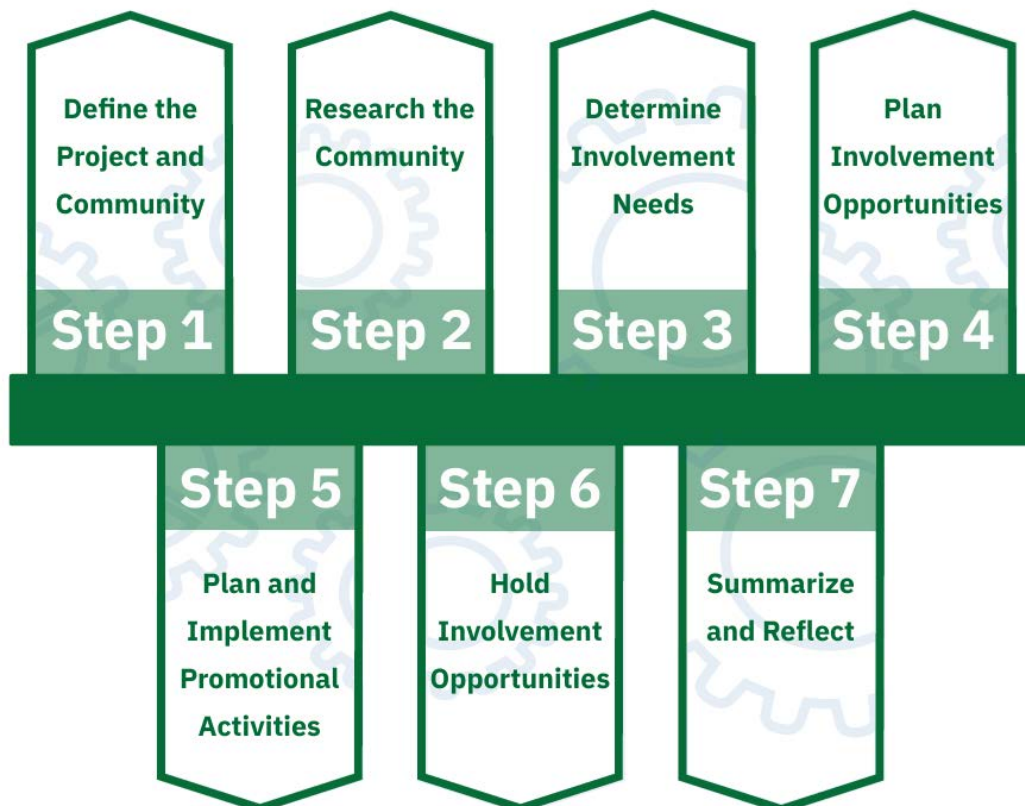 Define the
Project and
Community
Step 1
Research the
Community
Step 2
Determine
Involvement
Needs
Step 3
Plan
Involvement
Opportunities
Step 4
Step 5
Plan and
Implement
Promotional
Activities
Step 6
Hold
Involvement
Opportunities
Step 7
Summarize
and Reflect